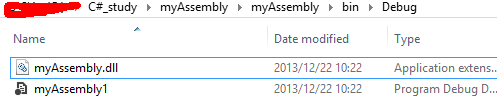 C#_study myAssembly myAssembly bin Debug
Name Date modified Type
myAssembly.dll 2013/12/22 10:22 Application extens...
myAssembly1 2013/12/22 10:22 Program Debug D...